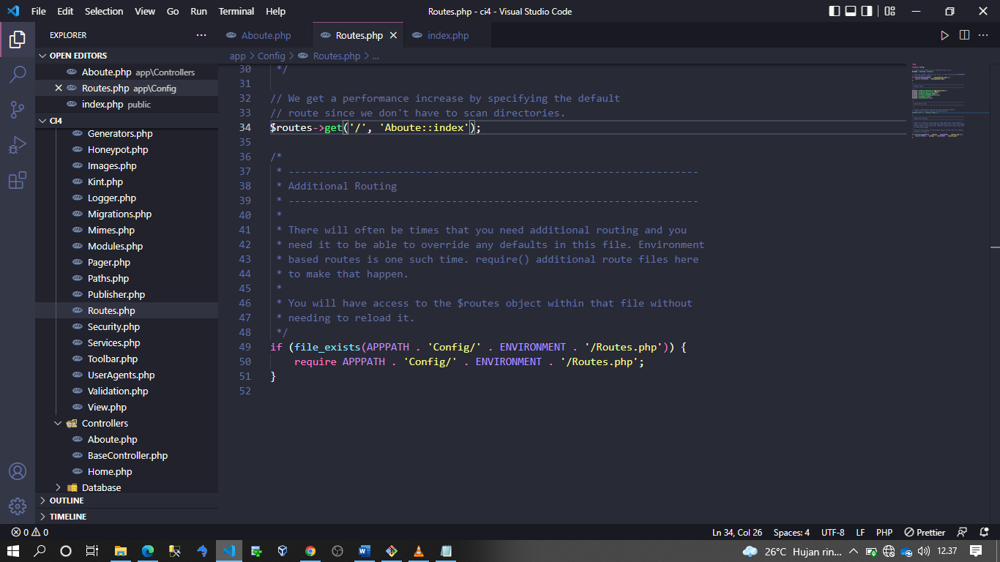 File Edit Selection View Go Run Terminal Help
Routes.php - ci4 - Visual Studio Code
EXPLORER
OPEN EDITORS
Aboute.php app\Controllers
Routes.php app\Config
index.php public
CI4
Generators.php
Honeypot.php
Images.php
Kint.php
Logger.php
Migrations.php
Mimes.php
Modules.php
Pager.php
Paths.php
Publisher.php
Routes.php
Security.php
Services.php
Toolbar.php
UserAgents.php
Validation.php
View.php
Controllers
Aboute.php
BaseController.php
Home.php
Database
OUTLINE
TIMELINE
Aboute.php Routes.php index.php
app > Config > Routes.php > ...
30 */
31
32 // We get a performance increase by specifying the default
33 // route since we don't have to scan directories.
34 $routes->get('/', 'Aboute::index');
35
36 /*
37 * --------------------------------------------------------------------
38 * Additional Routing
39 * --------------------------------------------------------------------
40 *
41 * There will often be times that you need additional routing and you
42 * need it to be able to override any defaults in this file. Environment
43 * based routes is one such time. require() additional route files here
44 * to make that happen.
45 *
46 * You will have access to the $routes object within that file without
47 * needing to reload it.
48 */
49 if (file_exists(APPPATH . 'Config/' . ENVIRONMENT . '/Routes.php')) {
50 require APPPATH . 'Config/' . ENVIRONMENT . '/Routes.php';
51 }
52
0 0
Ln 34, Col 26 Spaces: 4 UTF-8 LF PHP Prettier
26°C Hujan rin... 12.37